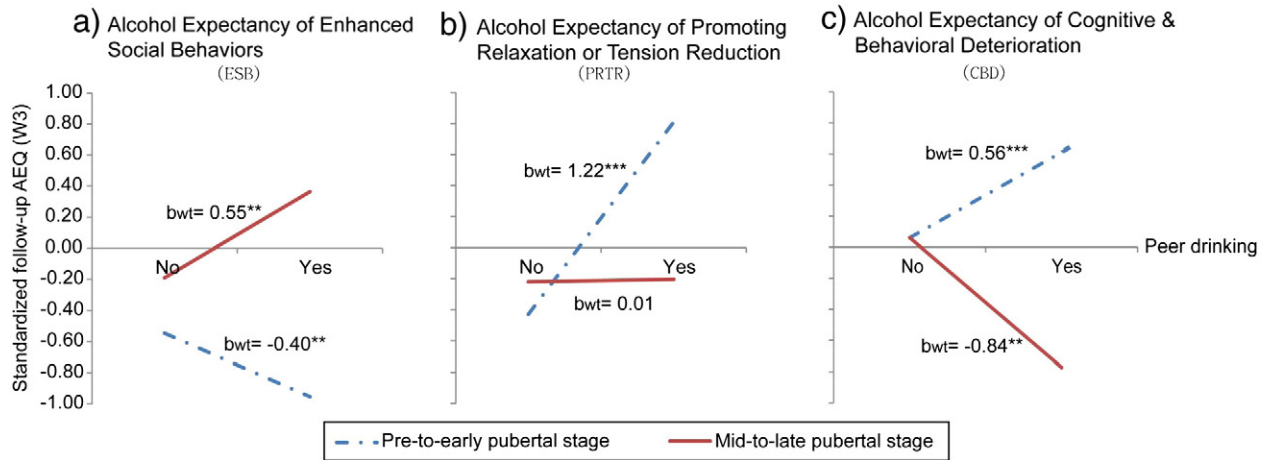 a) Alcohol Expectancy of Enhanced
Social Behaviors
(ESB)
b) Alcohol Expectancy of Promoting
Relaxation or Tension Reduction
(PRTR)
c) Alcohol Expectancy of Cognitive &
Behavioral Deterioration
(CBD)
Standardized follow-up AEQ (W3)
1.00
0.80
0.60
0.40
0.20
0.00
-0.20
-0.40
-0.60
-0.80
-1.00
bwt= 0.55**
No
Yes
bwt= -0.40**
bwt= 1.22***
No
Yes
bwt= 0.01
bwt= 0.56***
No
Yes
bwt= -0.84**
Peer drinking
Pre-to-early pubertal stage
Mid-to-late pubertal stage